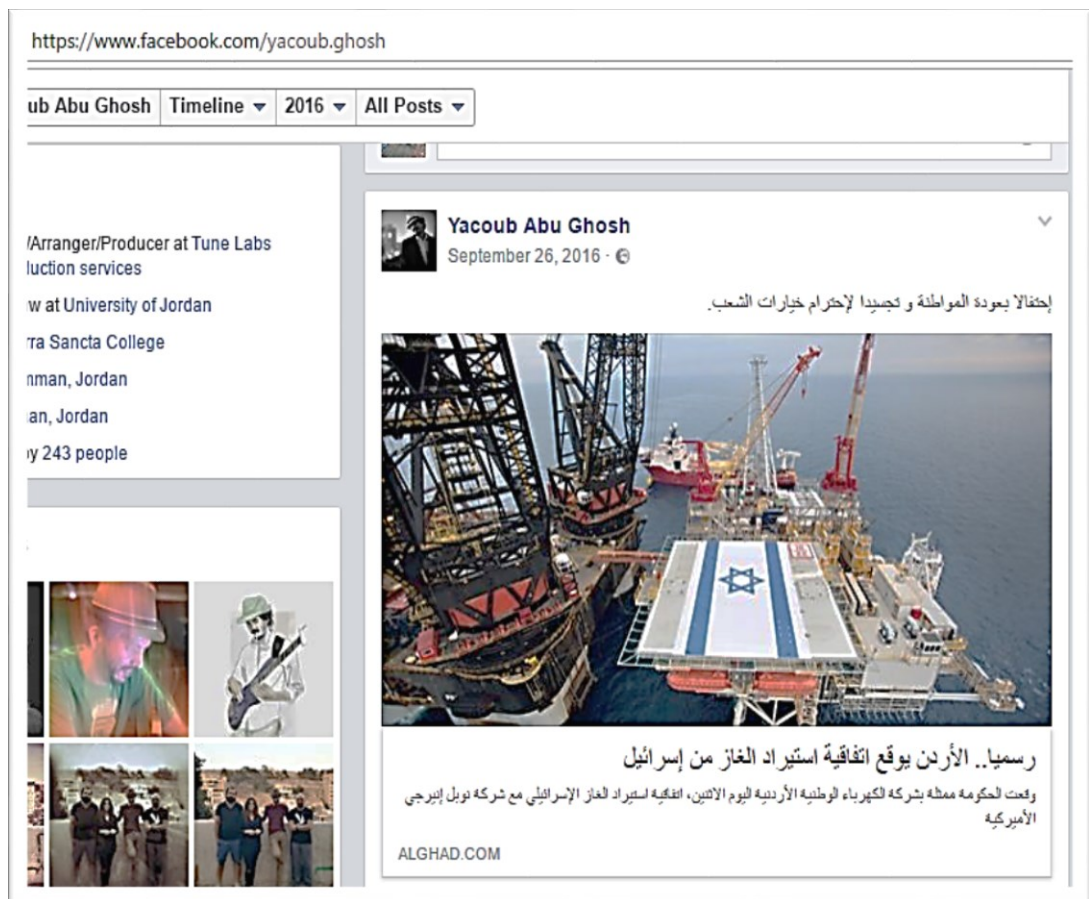 https://www.facebook.com/yacoub.ghosh
ub Abu Ghosh Timeline 2016 All Posts
/Arranger/Producer at Tune Labs
luction services
w at University of Jordan
rra Sancta College
nman, Jordan
an, Jordan
by 243 people
Yacoub Abu Ghosh
September 26, 2016 ·
إحتفالا بعودة المواطنة و تجسيدا لإحترام خيارات الشعب.
رسميا.. الأردن يوقع اتفاقية استيراد الغاز من إسرائيل
وقعت الحكومة ممثلة بشركة الكهرباء الوطنية الأردنية اليوم الاثنين، اتفاقية استيراد الغاز الإسرائيلي مع شركة نوبل إنيرجي
الأميركية
ALGHAD.COM